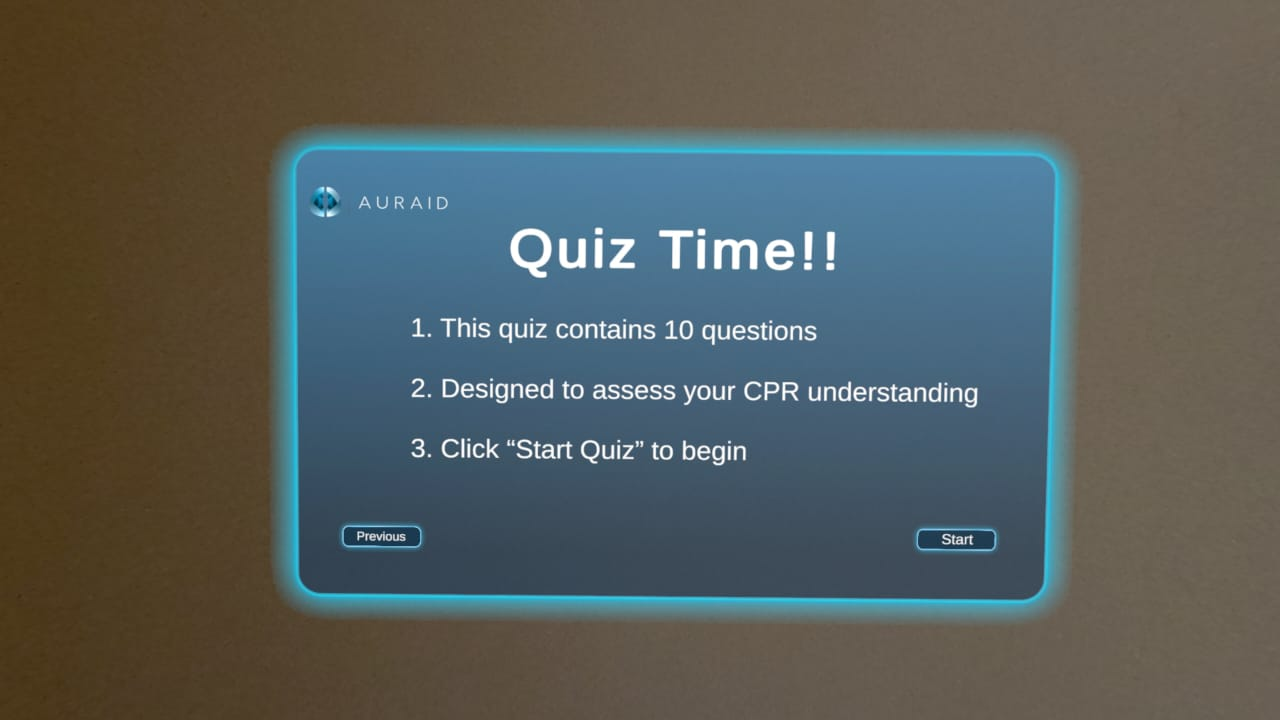 AURAID
Quiz Time!!
1. This quiz contains 10 questions
2. Designed to assess your CPR understanding
3. Click “Start Quiz” to begin
Previous
Start